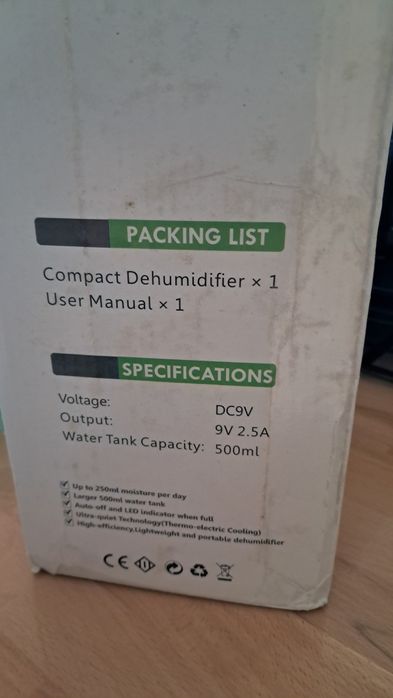 PACKING LIST
Compact Dehumidifier × 1
User Manual × 1
SPECIFICATIONS
Voltage: DC9V
Output: 9V 2.5A
Water Tank Capacity: 500ml
Up to 250ml moisture per day
Larger 500ml water tank
Auto-off and LED indicator when full
Ultra-quiet Technology(Thermo-electric Cooling)
High-efficiency,Lightweight and portable dehumidifier
CE